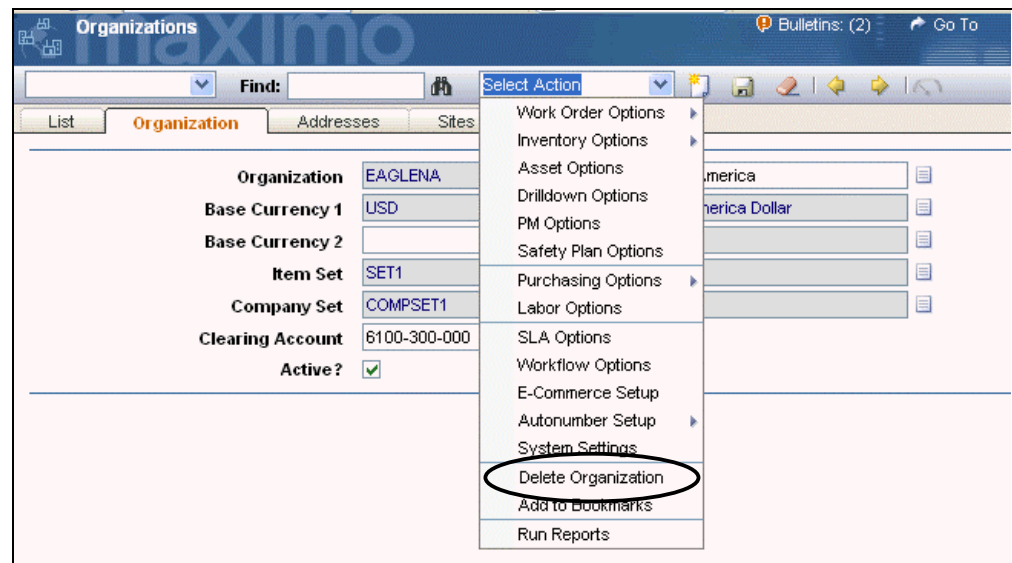 Organizations
maximo
Bulletins: (2)
Go To
Find:
Select Action
List
Organization
Addresses
Sites
Work Order Options
Inventory Options
Asset Options
Drilldown Options
PM Options
Safety Plan Options
Purchasing Options
Labor Options
SLA Options
Workflow Options
E-Commerce Setup
Autonumber Setup
System Settings
Delete Organization
Add to Bookmarks
Run Reports
Organization EAGLENA merica
Base Currency 1 USD nerica Dollar
Base Currency 2
Item Set SET1
Company Set COMPSET1
Clearing Account 6100-300-000
Active?